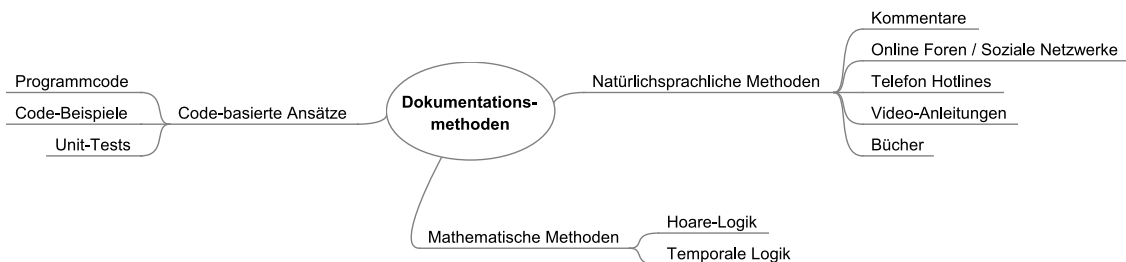 Dokumentations-
methoden
Natürlichsprachliche Methoden
Kommentare
Online Foren / Soziale Netzwerke
Telefon Hotlines
Video-Anleitungen
Bücher
Code-basierte Ansätze
Programmcode
Code-Beispiele
Unit-Tests
Mathematische Methoden
Hoare-Logik
Temporale Logik